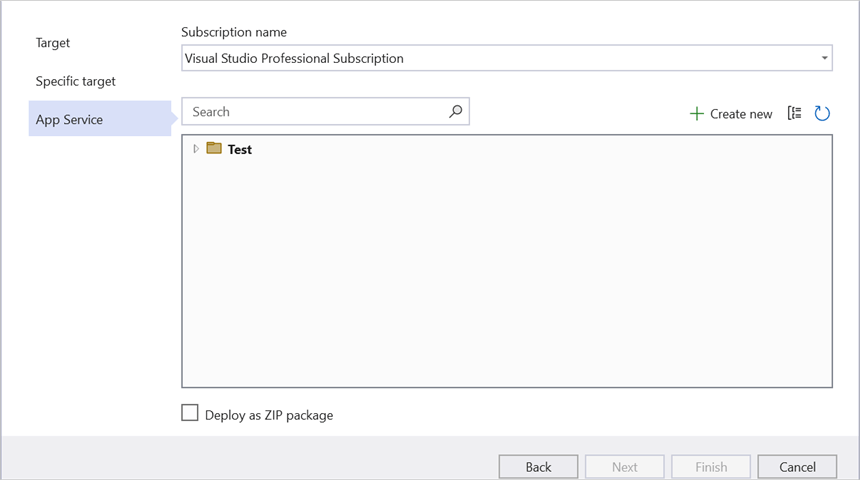 Target
Specific target
App Service
Subscription name
Visual Studio Professional Subscription
Search
Create new
Test
Deploy as ZIP package
Back
Next
Finish
Cancel